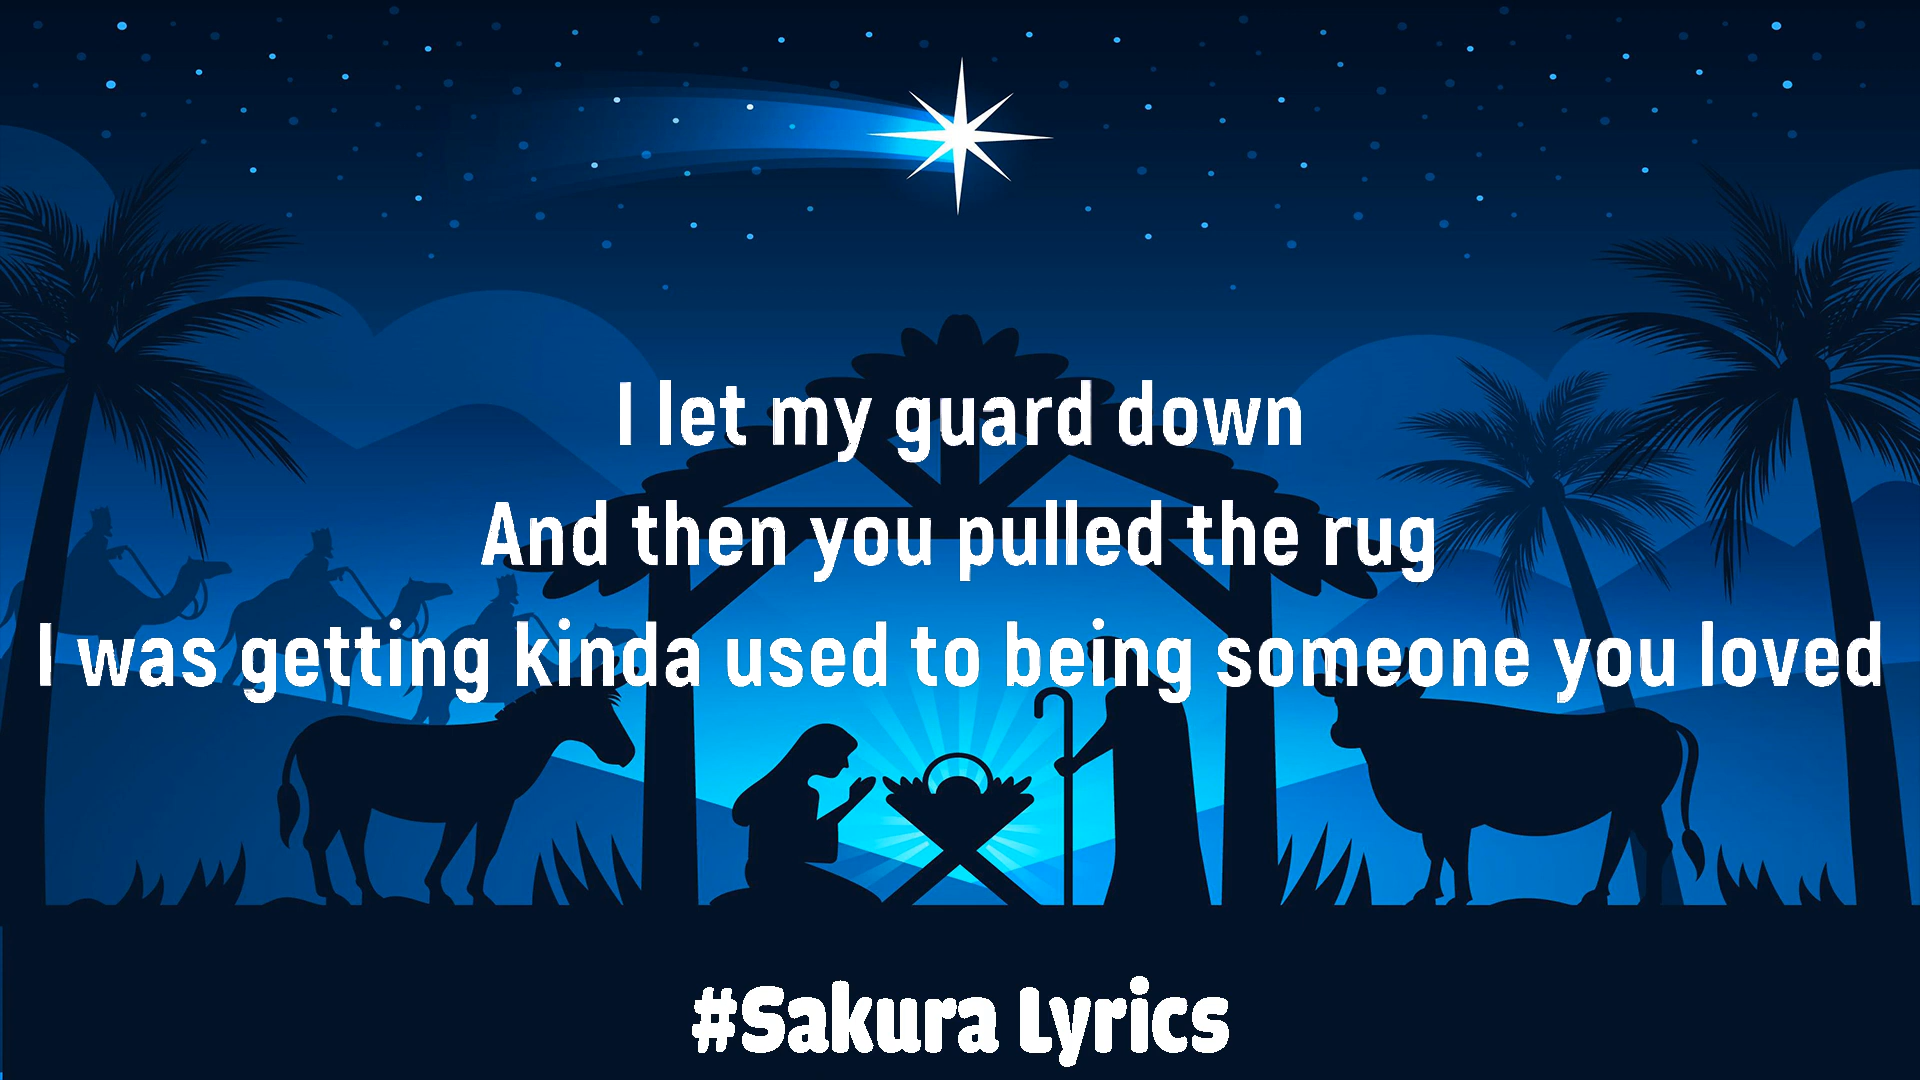 I let my guard down
And then you pulled the rug
I was getting kinda used to being someone you loved
#Sakura Lyrics